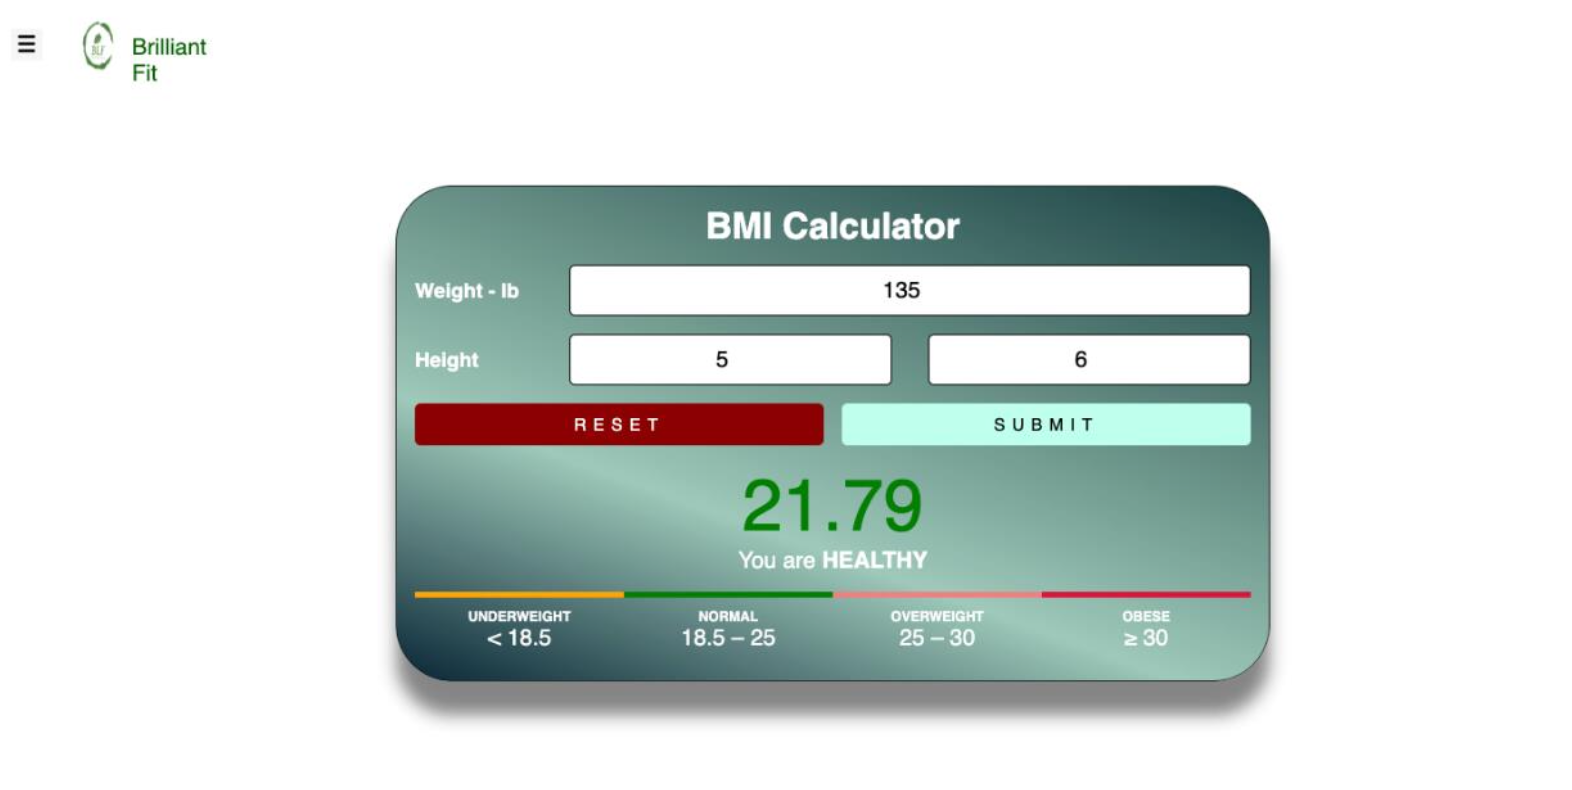 ☰
BLF
Brilliant
Fit
BMI Calculator
Weight - lb
135
Height
5
6
RESET
SUBMIT
21.79
You are HEALTHY
UNDERWEIGHT
< 18.5
NORMAL
18.5 – 25
OVERWEIGHT
25 – 30
OBESE
≥ 30